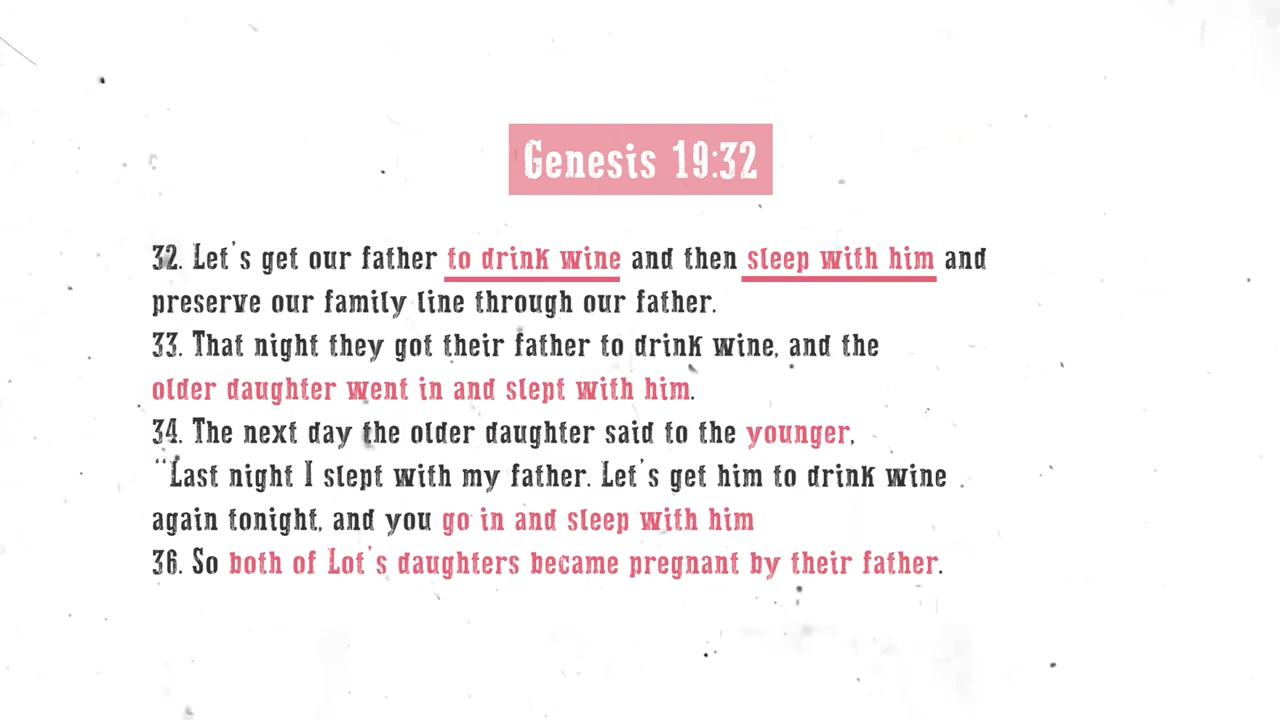 Genesis 19:32
32. Let's get our father to drink wine and then sleep with him and
preserve our family line through our father.
33. That night they got their father to drink wine, and the
older daughter went in and slept with him.
34. The next day the older daughter said to the younger,
“Last night I slept with my father. Let's get him to drink wine
again tonight, and you go in and sleep with him
36. So both of Lot's daughters became pregnant by their father.